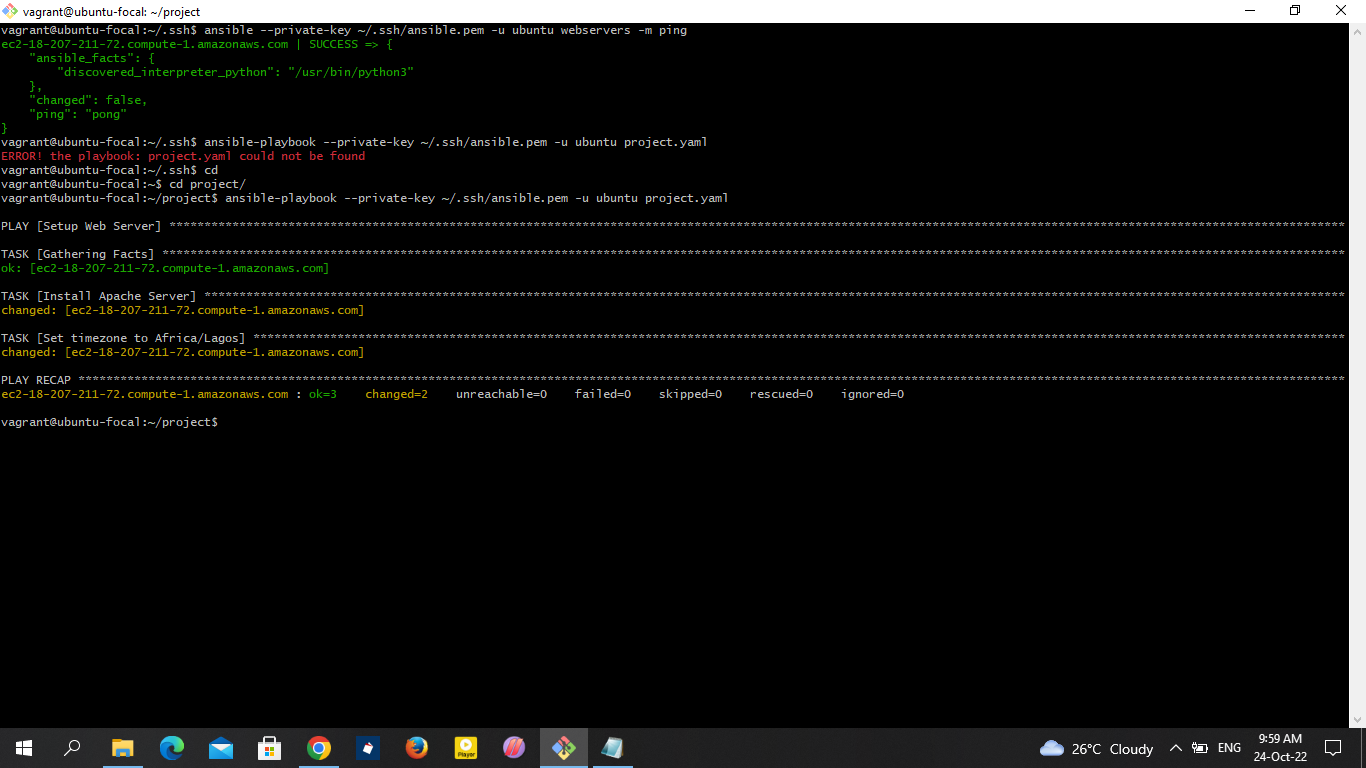 vagrant@ubuntu-focal: ~/project
vagrant@ubuntu-focal:~/.ssh$ ansible --private-key ~/.ssh/ansible.pem -u ubuntu webservers -m ping
ec2-18-207-211-72.compute-1.amazonaws.com | SUCCESS => {
    "ansible_facts": {
        "discovered_interpreter_python": "/usr/bin/python3"
    },
    "changed": false,
    "ping": "pong"
}
vagrant@ubuntu-focal:~/.ssh$ ansible-playbook --private-key ~/.ssh/ansible.pem -u ubuntu project.yaml
ERROR! the playbook: project.yaml could not be found
vagrant@ubuntu-focal:~/.ssh$ cd
vagrant@ubuntu-focal:~$ cd project/
vagrant@ubuntu-focal:~/project$ ansible-playbook --private-key ~/.ssh/ansible.pem -u ubuntu project.yaml
PLAY [Setup Web Server] ************************************************************************************************************************************************************************
TASK [Gathering Facts] *************************************************************************************************************************************************************************
ok: [ec2-18-207-211-72.compute-1.amazonaws.com]
TASK [Install Apache Server] *******************************************************************************************************************************************************************
changed: [ec2-18-207-211-72.compute-1.amazonaws.com]
TASK [Set timezone to Africa/Lagos] ************************************************************************************************************************************************************
changed: [ec2-18-207-211-72.compute-1.amazonaws.com]
PLAY RECAP *************************************************************************************************************************************************************************************
ec2-18-207-211-72.compute-1.amazonaws.com : ok=3    changed=2    unreachable=0    failed=0    skipped=0    rescued=0    ignored=0
vagrant@ubuntu-focal:~/project$
Player
26°C Cloudy
ENG
9:59 AM
24-Oct-22